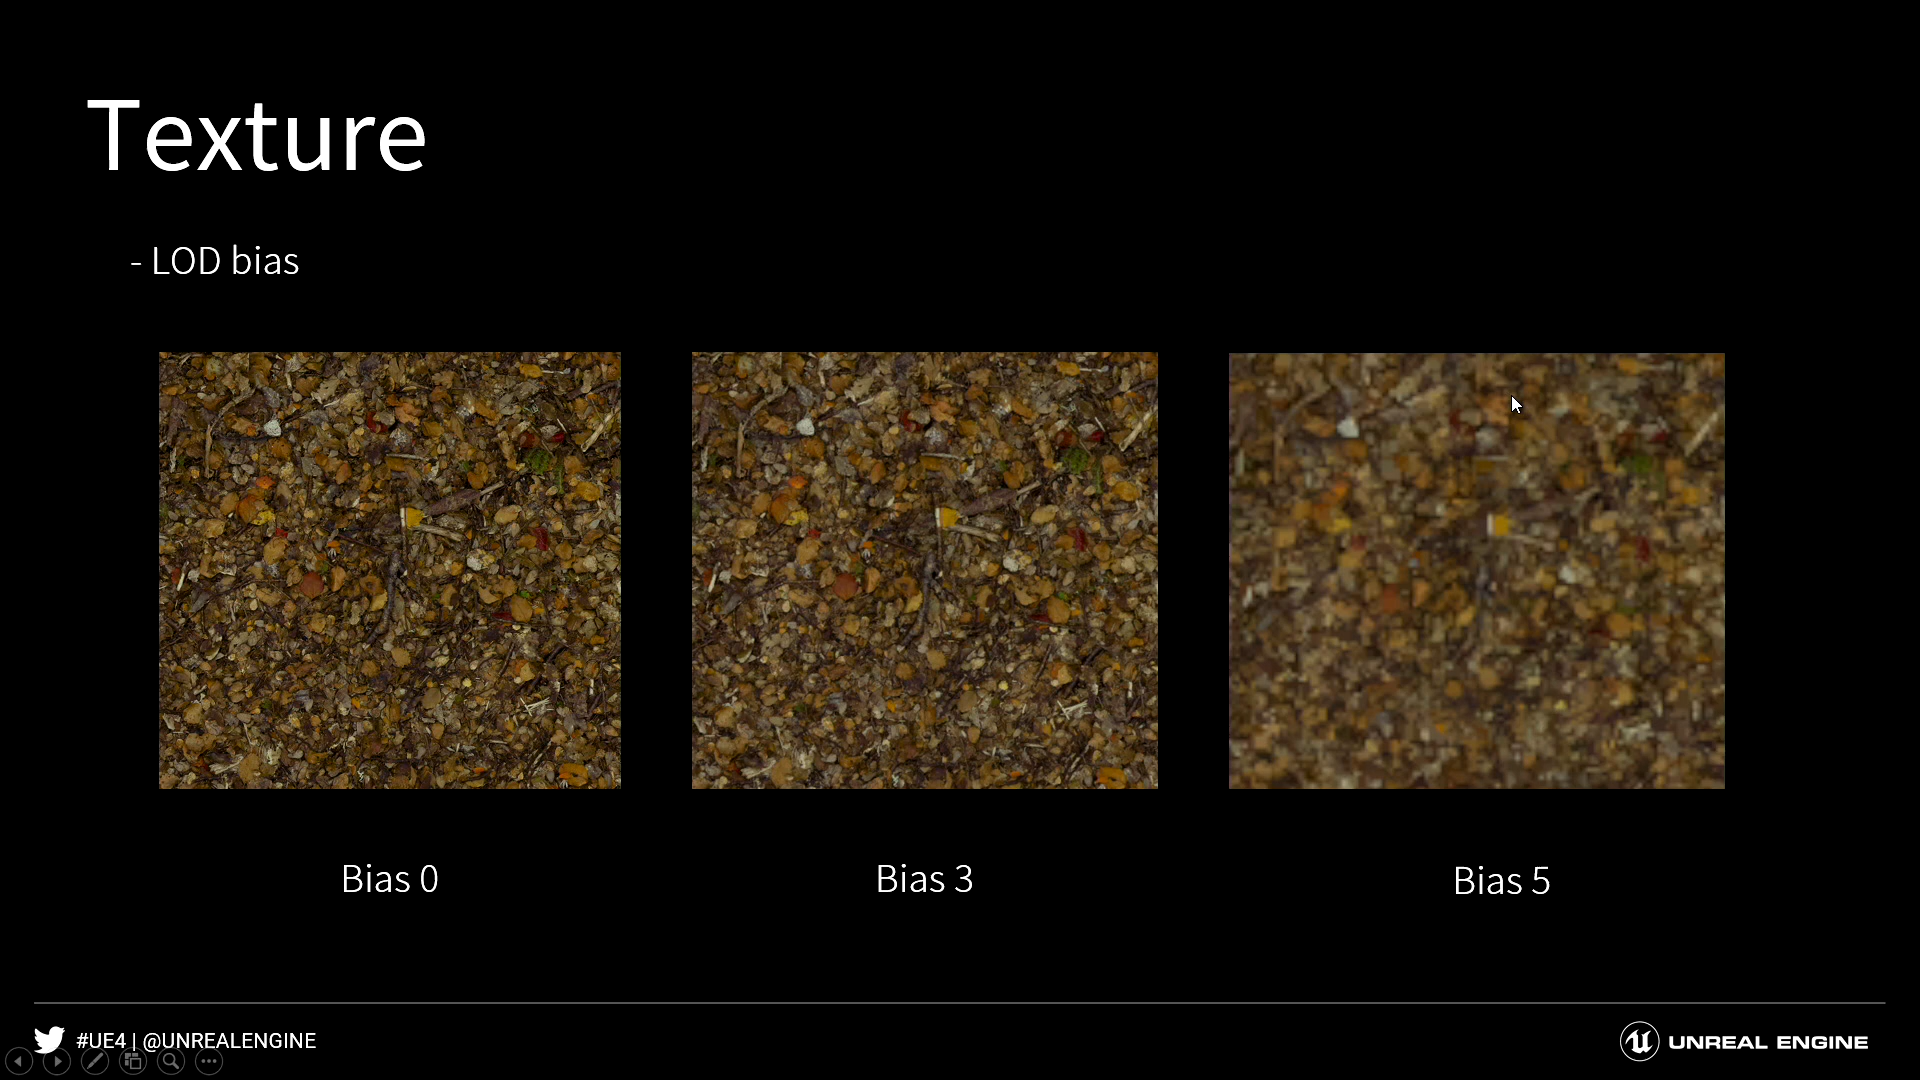 Texture
- LOD bias
Bias 0
Bias 3
Bias 5
#UE4 | @UNREALENGINE
UNREAL ENGINE